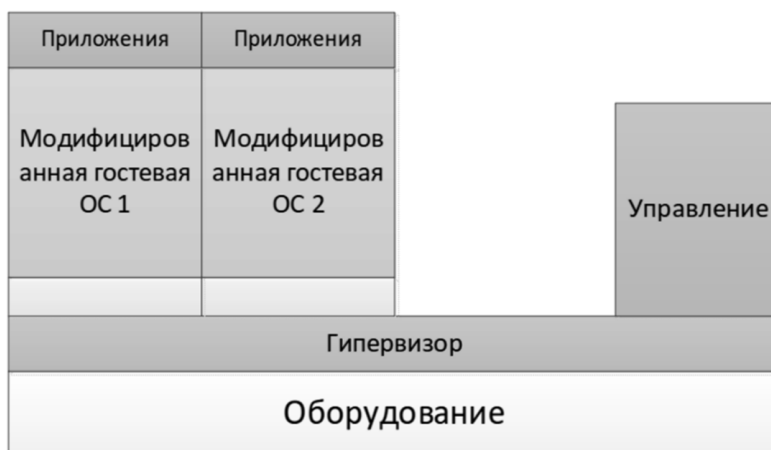 Приложения
Приложения
Модифициров
анная гостевая
ОС 1
Модифициров
анная гостевая
ОС 2
Управление
Гипервизор
Оборудование